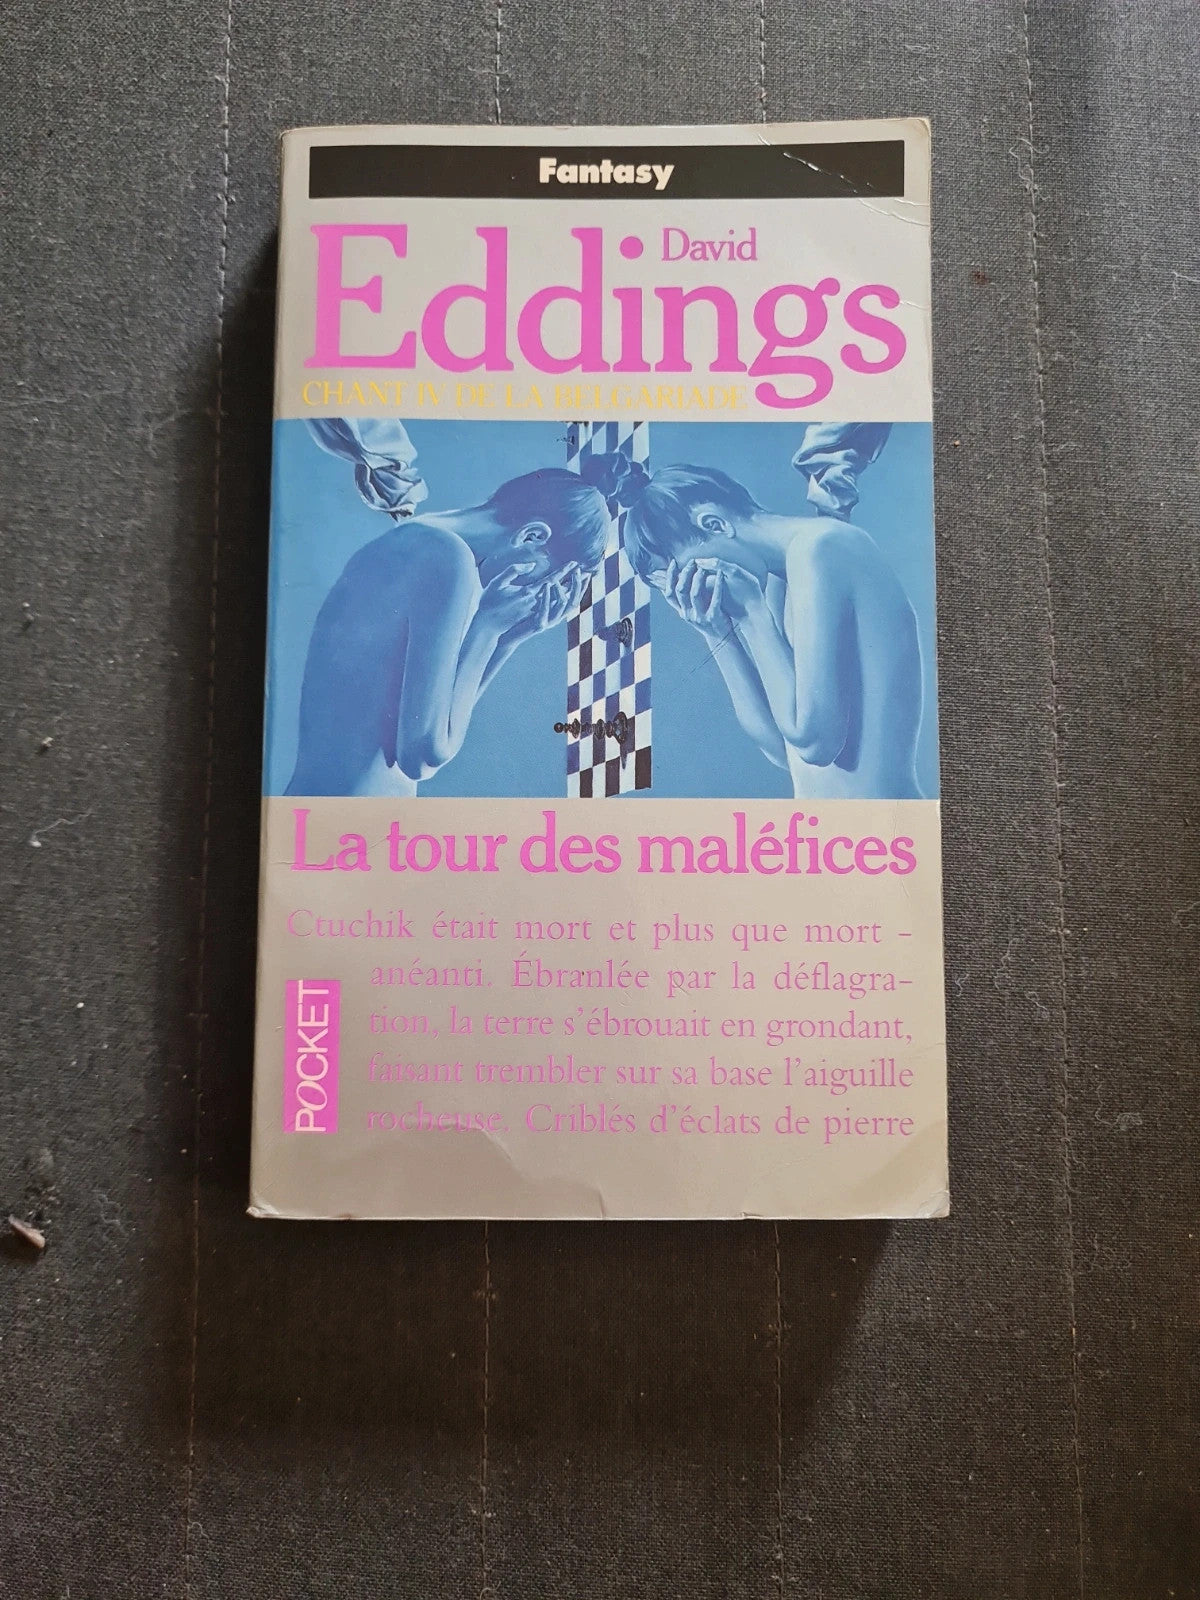 Fantasy
David
Eddings
CHANT IV DE LA BELGARIADE
La tour des maléfices
Ctuchik était mort et plus que mort -
anéanti. Ébranlée par la déflagra-
tion, la terre s'ébrouait en grondant,
faisant trembler sur sa base l'aiguille
rocheuse. Criblés d'éclats de pierre
POCKET